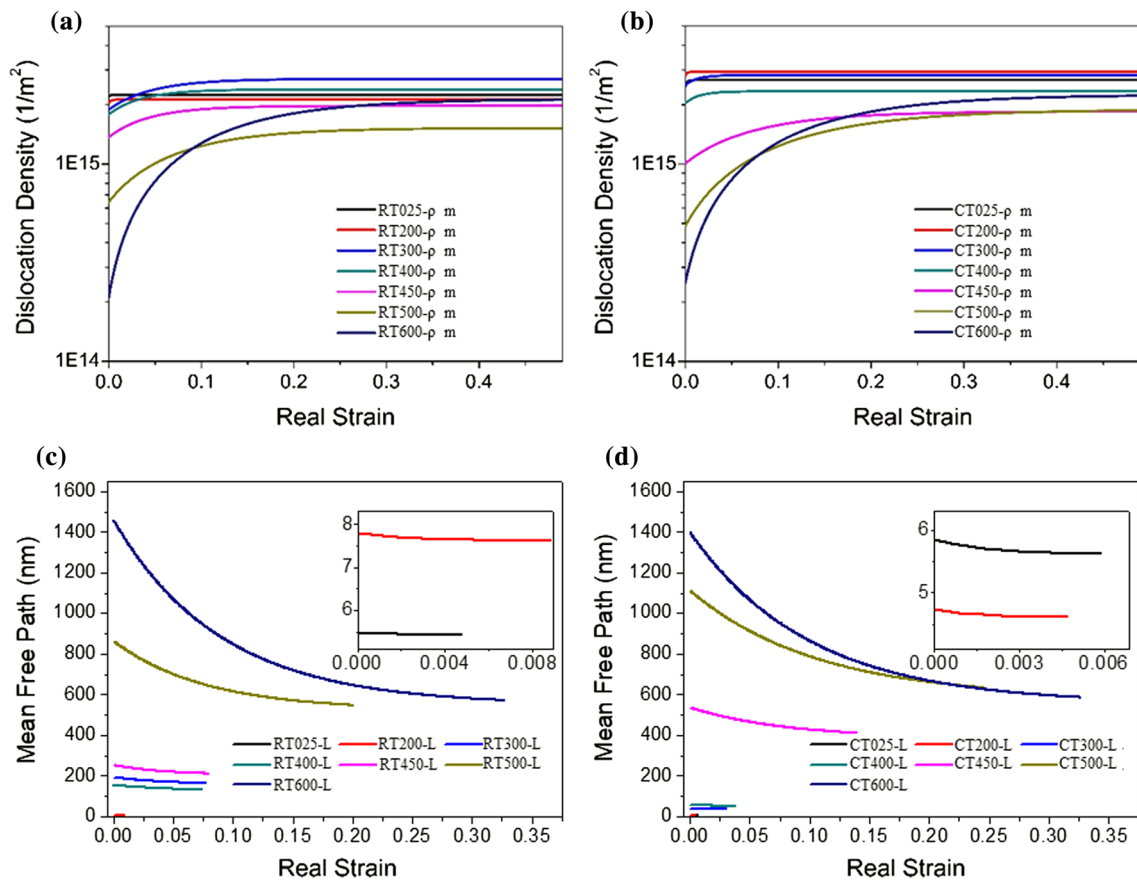 (a)
Dislocation Density (1/m²)
1E15
1E14
RT025-ρ m
RT200-ρ m
RT300-ρ m
RT400-ρ m
RT450-ρ m
RT500-ρ m
RT600-ρ m
0.0 0.1 0.2 0.3 0.4
Real Strain
(b)
Dislocation Density (1/m²)
1E15
1E14
CT025-ρ m
CT200-ρ m
CT300-ρ m
CT400-ρ m
CT450-ρ m
CT500-ρ m
CT600-ρ m
0.0 0.1 0.2 0.3 0.4
Real Strain
(c)
Mean Free Path (nm)
1600
1400
1200
1000
800
600
400
200
0
8
7
6
0.000 0.004 0.008
RT025-L RT200-L RT300-L
RT400-L RT450-L RT500-L
RT600-L
0.00 0.05 0.10 0.15 0.20 0.25 0.30 0.35
Real Strain
(d)
Mean Free Path (nm)
1600
1400
1200
1000
800
600
400
200
0
6
5
0.000 0.003 0.006
CT025-L CT200-L CT300-L .
CT400-L CT450-L CT500-L
CT600-L
0.00 0.05 0.10 0.15 0.20 0.25 0.30 0.35
Real Strain